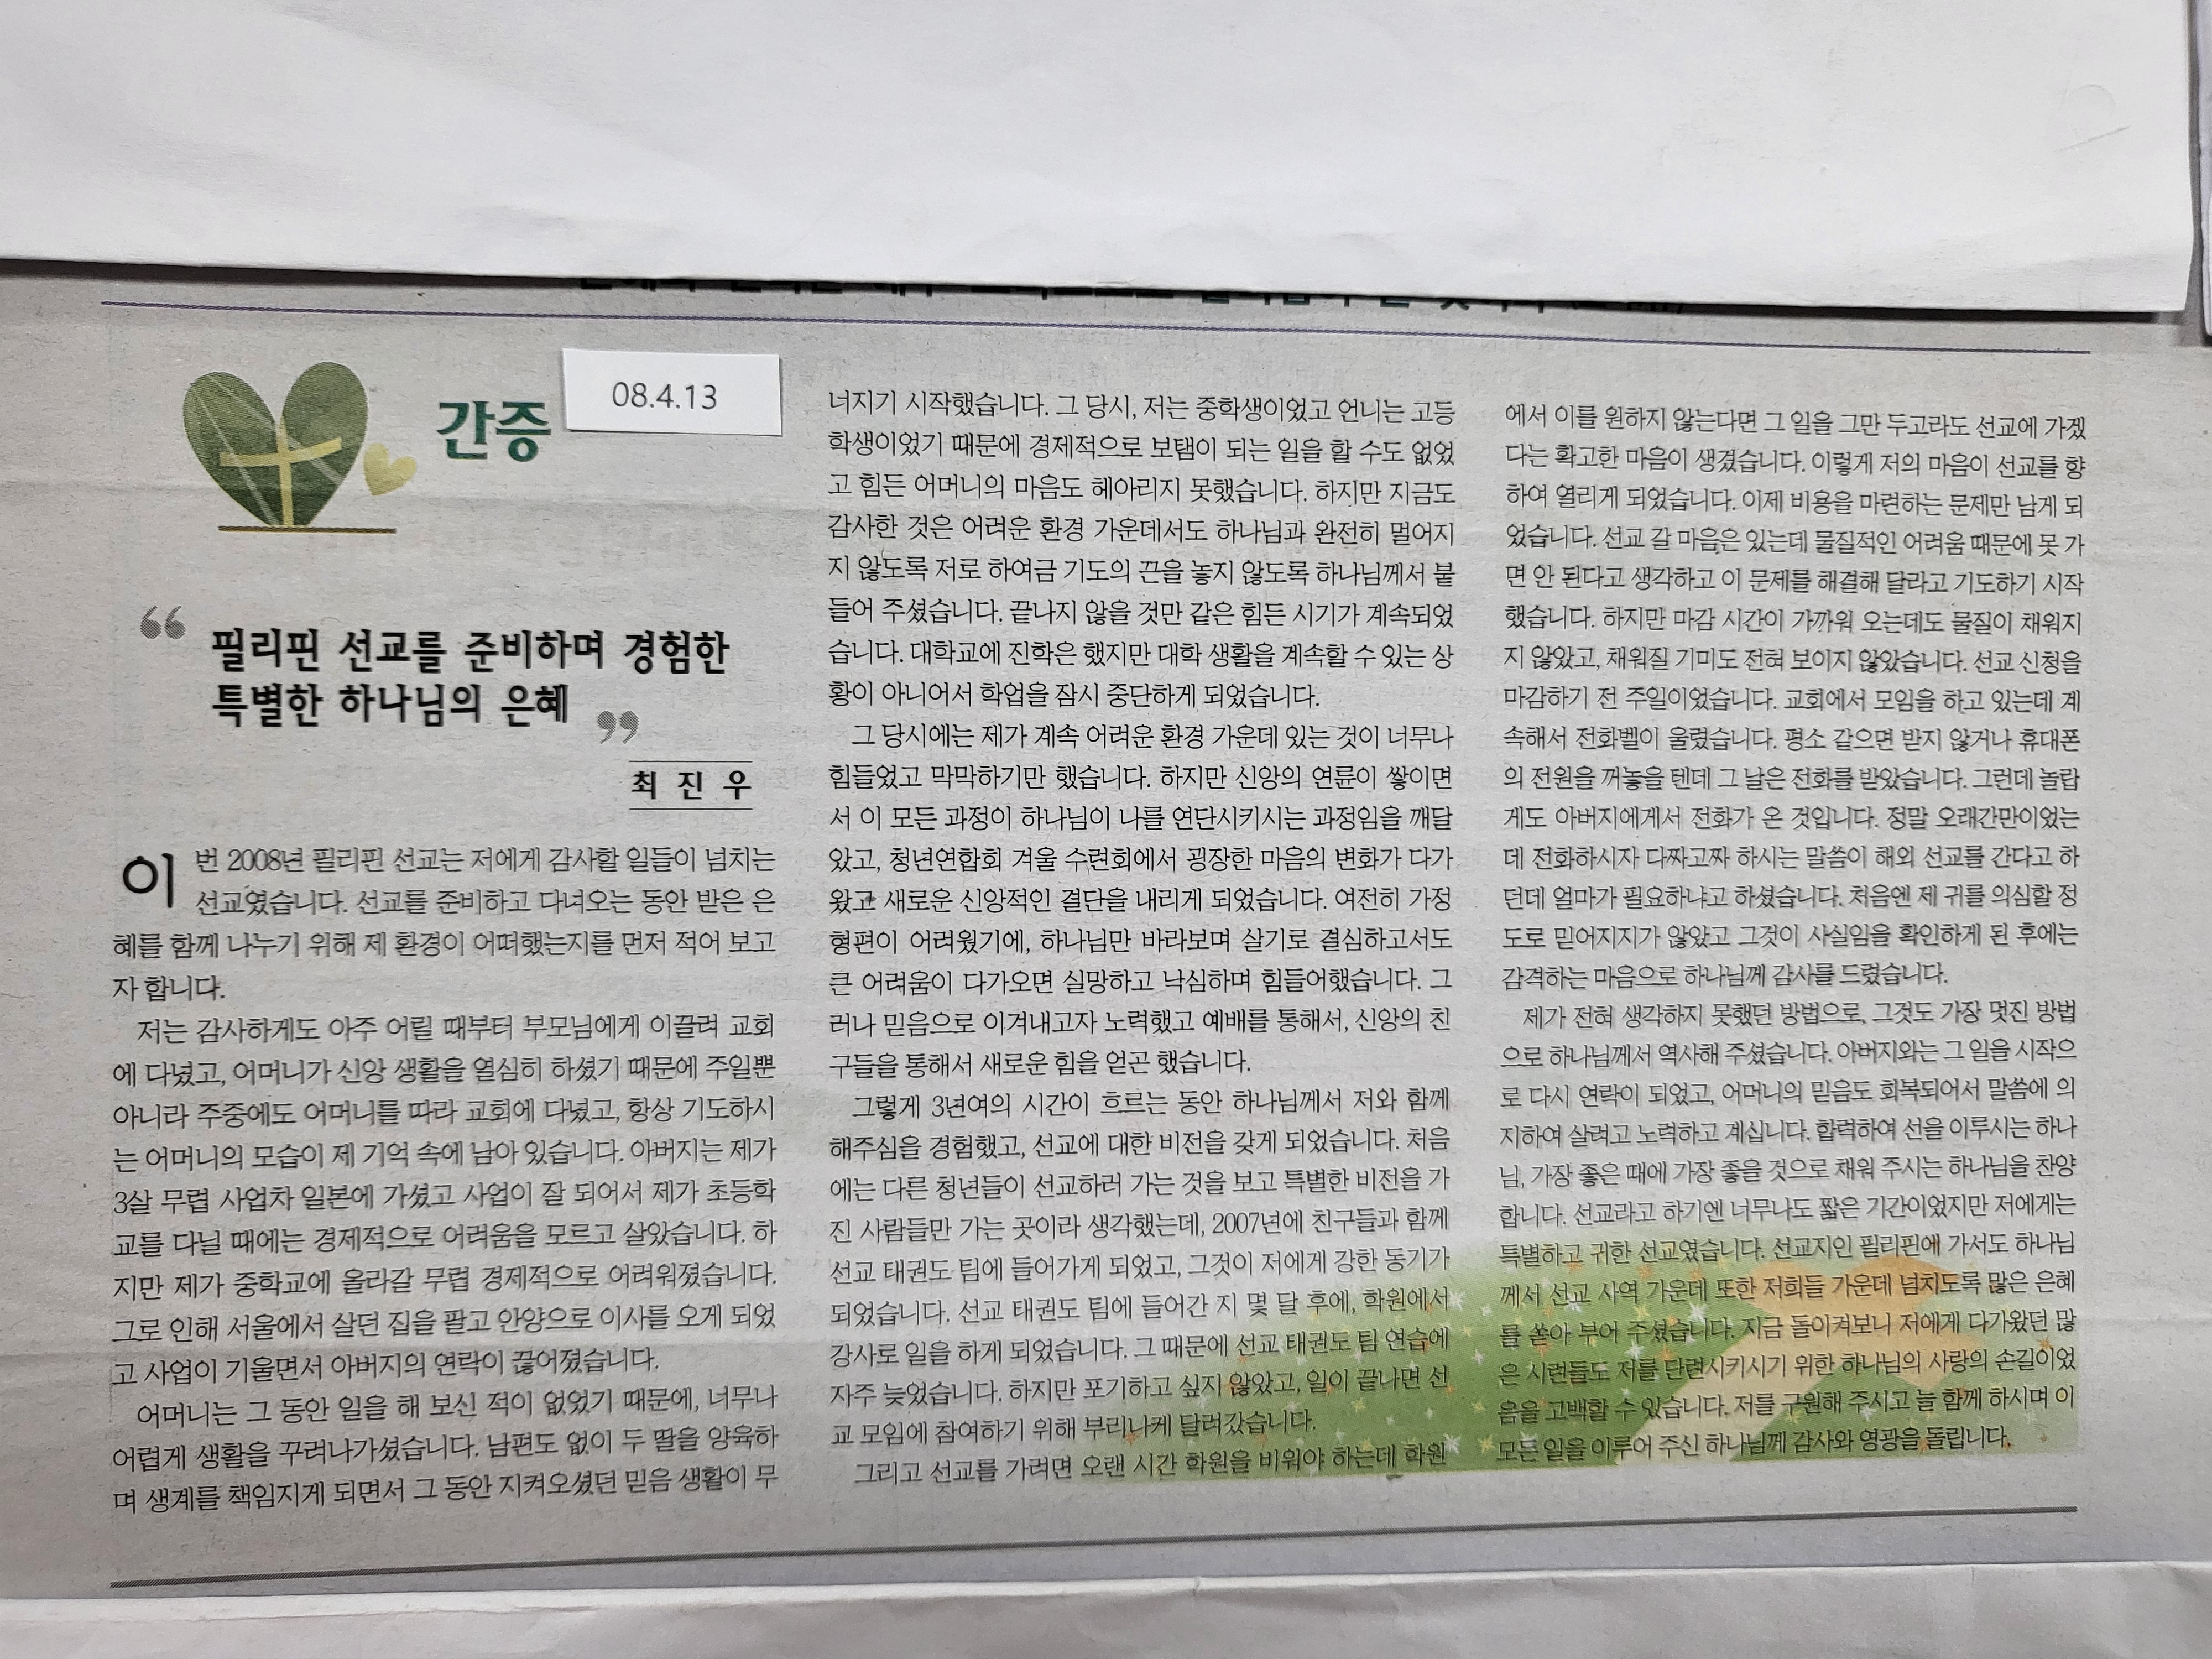 간증
08.4.13
“ 필리핀 선교를 준비하며 경험한
특별한 하나님의 은혜 ”
최 진 우
이번 2008년 필리핀 선교는 저에게 감사할 일들이 넘치는
선교였습니다. 선교를 준비하고 다녀오는 동안 받은 은
혜를 함께 나누기 위해 제 환경이 어떠했는지를 먼저 적어 보고
자 합니다.
저는 감사하게도 아주 어릴 때부터 부모님에게 이끌려 교회
에 다녔고, 어머니가 신앙 생활을 열심히 하셨기 때문에 주일뿐
아니라 주중에도 어머니를 따라 교회에 다녔고, 항상 기도하시
는 어머니의 모습이 제 기억 속에 남아 있습니다. 아버지는 제가
3살 무렵 사업차 일본에 가셨고 사업이 잘 되어서 제가 초등학
교를 다닐 때에는 경제적으로 어려움을 모르고 살았습니다. 하
지만 제가 중학교에 올라갈 무렵 경제적으로 어려워졌습니다.
그로 인해 서울에서 살던 집을 팔고 안양으로 이사를 오게 되었
고 사업이 기울면서 아버지의 연락이 끊어졌습니다.
어머니는 그 동안 일을 해 보신 적이 없었기 때문에, 너무나
어렵게 생활을 꾸려나가셨습니다. 남편도 없이 두 딸을 양육하
며 생계를 책임지게 되면서 그 동안 지켜오셨던 믿음 생활이 무
너지기 시작했습니다. 그 당시, 저는 중학생이었고 언니는 고등
학생이었기 때문에 경제적으로 보탬이 되는 일을 할 수도 없었
고 힘든 어머니의 마음도 헤아리지 못했습니다. 하지만 지금도
감사한 것은 어려운 환경 가운데서도 하나님과 완전히 멀어지
지 않도록 저로 하여금 기도의 끈을 놓지 않도록 하나님께서 붙
들어 주셨습니다. 끝나지 않을 것만 같은 힘든 시기가 계속되었
습니다. 대학교에 진학은 했지만 대학 생활을 계속할 수 있는 상
황이 아니어서 학업을 잠시 중단하게 되었습니다.
그 당시에는 제가 계속 어려운 환경 가운데 있는 것이 너무나
힘들었고 막막하기만 했습니다. 하지만 신앙의 연륜이 쌓이면
서 이 모든 과정이 하나님이 나를 연단시키시는 과정임을 깨달
았고, 청년연합회 겨울 수련회에서 굉장한 마음의 변화가 다가
왔고 새로운 신앙적인 결단을 내리게 되었습니다. 여전히 가정
형편이 어려웠기에, 하나님만 바라보며 살기로 결심하고서도
큰 어려움이 다가오면 실망하고 낙심하며 힘들어했습니다. 그
러나 믿음으로 이겨내고자 노력했고 예배를 통해서, 신앙의 친
구들을 통해서 새로운 힘을 얻곤 했습니다.
그렇게 3년여의 시간이 흐르는 동안 하나님께서 저와 함께
해주심을 경험했고, 선교에 대한 비전을 갖게 되었습니다. 처음
에는 다른 청년들이 선교하러 가는 것을 보고 특별한 비전을 가
진 사람들만 가는 곳이라 생각했는데, 2007년에 친구들과 함께
선교 태권도 팀에 들어가게 되었고, 그것이 저에게 강한 동기가
되었습니다. 선교 태권도 팀에 들어간 지 몇 달 후에, 학원에서
강사로 일을 하게 되었습니다. 그 때문에 선교 태권도 팀 연습에
자주 늦었습니다. 하지만 포기하고 싶지 않았고, 일이 끝나면 선
교 모임에 참여하기 위해 부리나케 달려갔습니다.
그리고 선교를 가려면 오랜 시간 학원을 비워야 하는데 학원
에서 이를 원하지 않는다면 그 일을 그만 두고라도 선교에 가겠
다는 확고한 마음이 생겼습니다. 이렇게 저의 마음이 선교를 향
하여 열리게 되었습니다. 이제 비용을 마련하는 문제만 남게 되
었습니다. 선교 갈 마음은 있는데 물질적인 어려움 때문에 못 가
면 안 된다고 생각하고 이 문제를 해결해 달라고 기도하기 시작
했습니다. 하지만 마감 시간이 가까워 오는데도 물질이 채워지
지 않았고, 채워질 기미도 전혀 보이지 않았습니다. 선교 신청을
마감하기 전 주일이었습니다. 교회에서 모임을 하고 있는데 계
속해서 전화벨이 울렸습니다. 평소 같으면 받지 않거나 휴대폰
의 전원을 꺼놓을 텐데 그 날은 전화를 받았습니다. 그런데 놀랍
게도 아버지에게서 전화가 온 것입니다. 정말 오래간만이었는
데 전화하시자 다짜고짜 하시는 말씀이 해외 선교를 간다고 하
던데 얼마가 필요하냐고 하셨습니다. 처음엔 제 귀를 의심할 정
도로 믿어지지가 않았고 그것이 사실임을 확인하게 된 후에는
감격하는 마음으로 하나님께 감사를 드렸습니다.
제가 전혀 생각하지 못했던 방법으로, 그것도 가장 멋진 방법
으로 하나님께서 역사해 주셨습니다. 아버지와는 그 일을 시작으
로 다시 연락이 되었고, 어머니의 믿음도 회복되어서 말씀에 의
지하여 살려고 노력하고 계십니다. 합력하여 선을 이루시는 하나
님, 가장 좋은 때에 가장 좋을 것으로 채워 주시는 하나님을 찬양
합니다. 선교라고 하기엔 너무나도 짧은 기간이었지만 저에게는
특별하고 귀한 선교였습니다. 선교지인 필리핀에 가서도 하나님
께서 선교 사역 가운데 또한 저희들 가운데 넘치도록 많은 은혜
를 쏟아 부어 주셨습니다. 지금 돌이켜보니 저에게 다가왔던 많
은 시련들도 저를 단련시키시기 위한 하나님의 사랑의 손길이었
음을 고백할 수 있습니다. 저를 구원해 주시고 늘 함께 하시며 이
모든 일을 이루어 주신 하나님께 감사와 영광을 돌립니다.